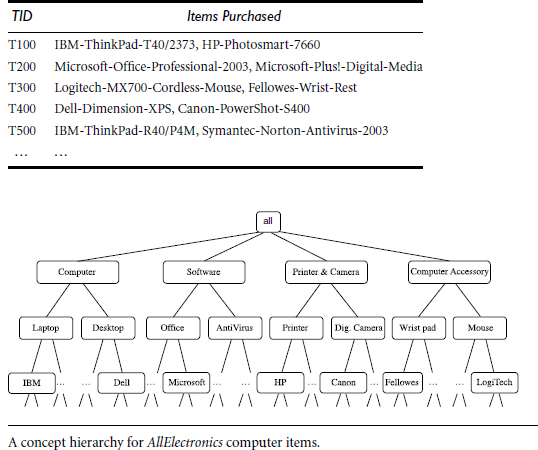 TID Items Purchased
T100 IBM-ThinkPad-T40/2373, HP-Photosmart-7660
T200 Microsoft-Office-Professional-2003, Microsoft-Plus!-Digital-Media
T300 Logitech-MX700-Cordless-Mouse, Fellowes-Wrist-Rest
T400 Dell-Dimension-XPS, Canon-PowerShot-S400
T500 IBM-ThinkPad-R40/P4M, Symantec-Norton-Antivirus-2003
... ...
all
Computer Software Printer & Camera Computer Accessory
Laptop Desktop Office AntiVirus Printer Dig. Camera Wrist pad Mouse
IBM ... ... Dell ... Microsoft ... ... HP ... Canon ... Fellowes ... ... LogiTech
A concept hierarchy for AllElectronics computer items.